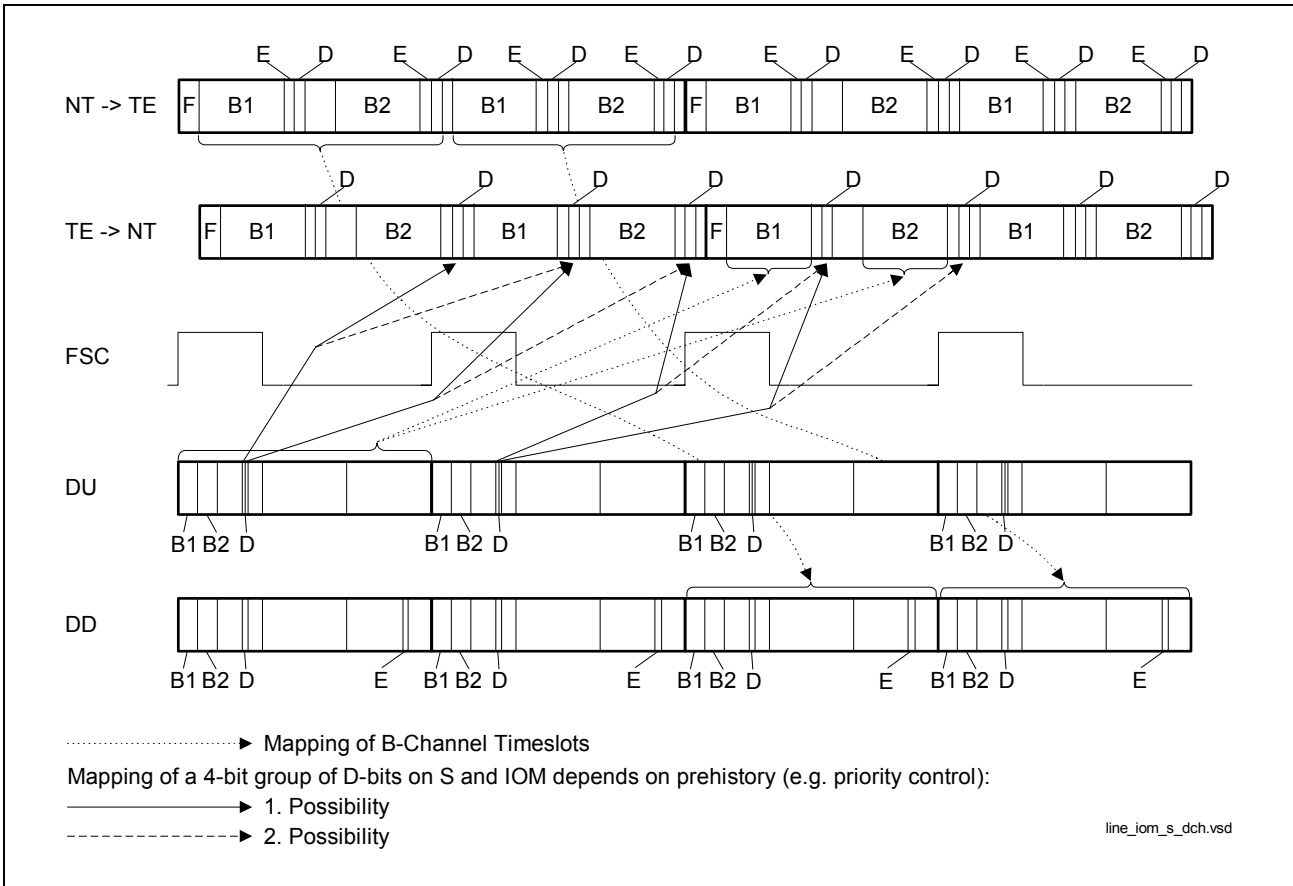 E D E D E D E D E D E D E D E D
NT -> TE F B1 B2 B1 B2 F B1 B2 B1 B2
D D D D D D D D
TE -> NT F B1 B2 B1 B2 F B1 B2 B1 B2
FSC
DU
B1 B2 D B1 B2 D B1 B2 D B1 B2 D
DD
B1 B2 D E B1 B2 D E B1 B2 D E B1 B2 D E
Mapping of B-Channel Timeslots
Mapping of a 4-bit group of D-bits on S and IOM depends on prehistory (e.g. priority control):
1. Possibility
2. Possibility
line_iom_s_dch.vsd